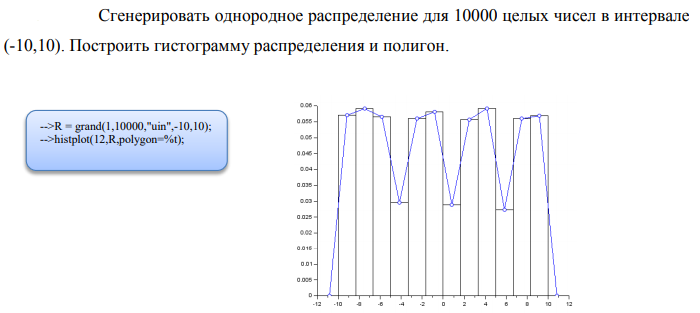 Сгенерировать однородное распределение для 10000 целых чисел в интервале
(-10,10). Построить гистограмму распределения и полигон.
-->R = grand(1,10000,"uin",-10,10);
-->histplot(12,R,polygon=%t);
0.06
0.055
0.05
0.045
0.04
0.035
0.03
0.025
0.02
0.015
0.01
0.005
0
-12 -10 -8 -6 -4 -2 0 2 4 6 8 10 12